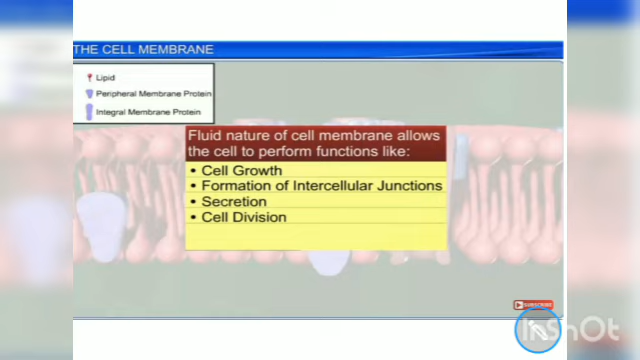 THE CELL MEMBRANE
Lipid
Peripheral Membrane Protein
Integral Membrane Protein
Fluid nature of cell membrane allows
the cell to perform functions like:
• Cell Growth
• Formation of Intercellular Junctions
• Secretion
• Cell Division
SUBSCRIBE
InShOt